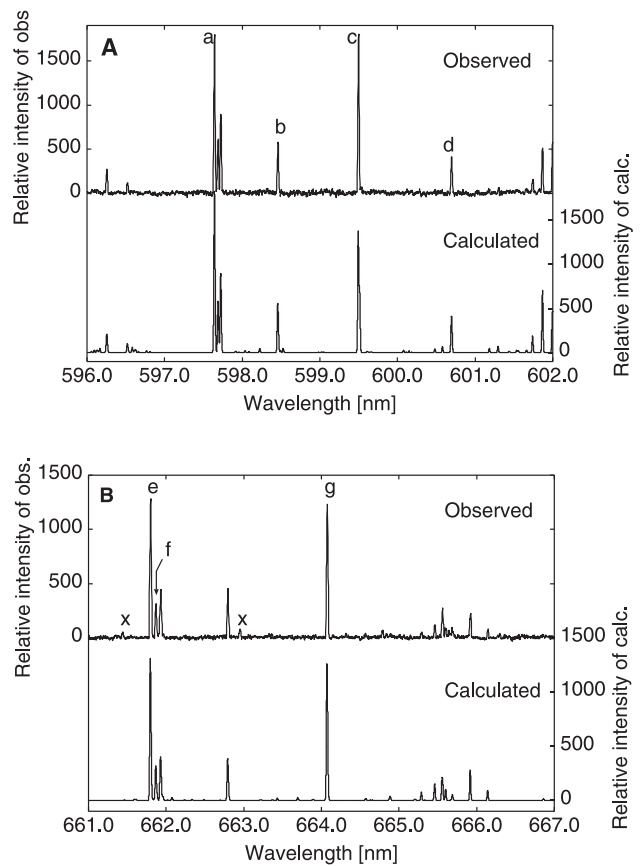 A
Relative intensity of obs
1500
1000
500
0
a
b
c
d
Observed
Calculated
1500
1000
500
0
Relative intensity of calc.
596.0 597.0 598.0 599.0 600.0 601.0 602.0
Wavelength [nm]
B
Relative intensity of obs.
1500
1000
500
0
e
f
g
x
x
Observed
Calculated
1500
1000
500
0
Relative intensity of calc.
661.0 662.0 663.0 664.0 665.0 666.0 667.0
Wavelength [nm]